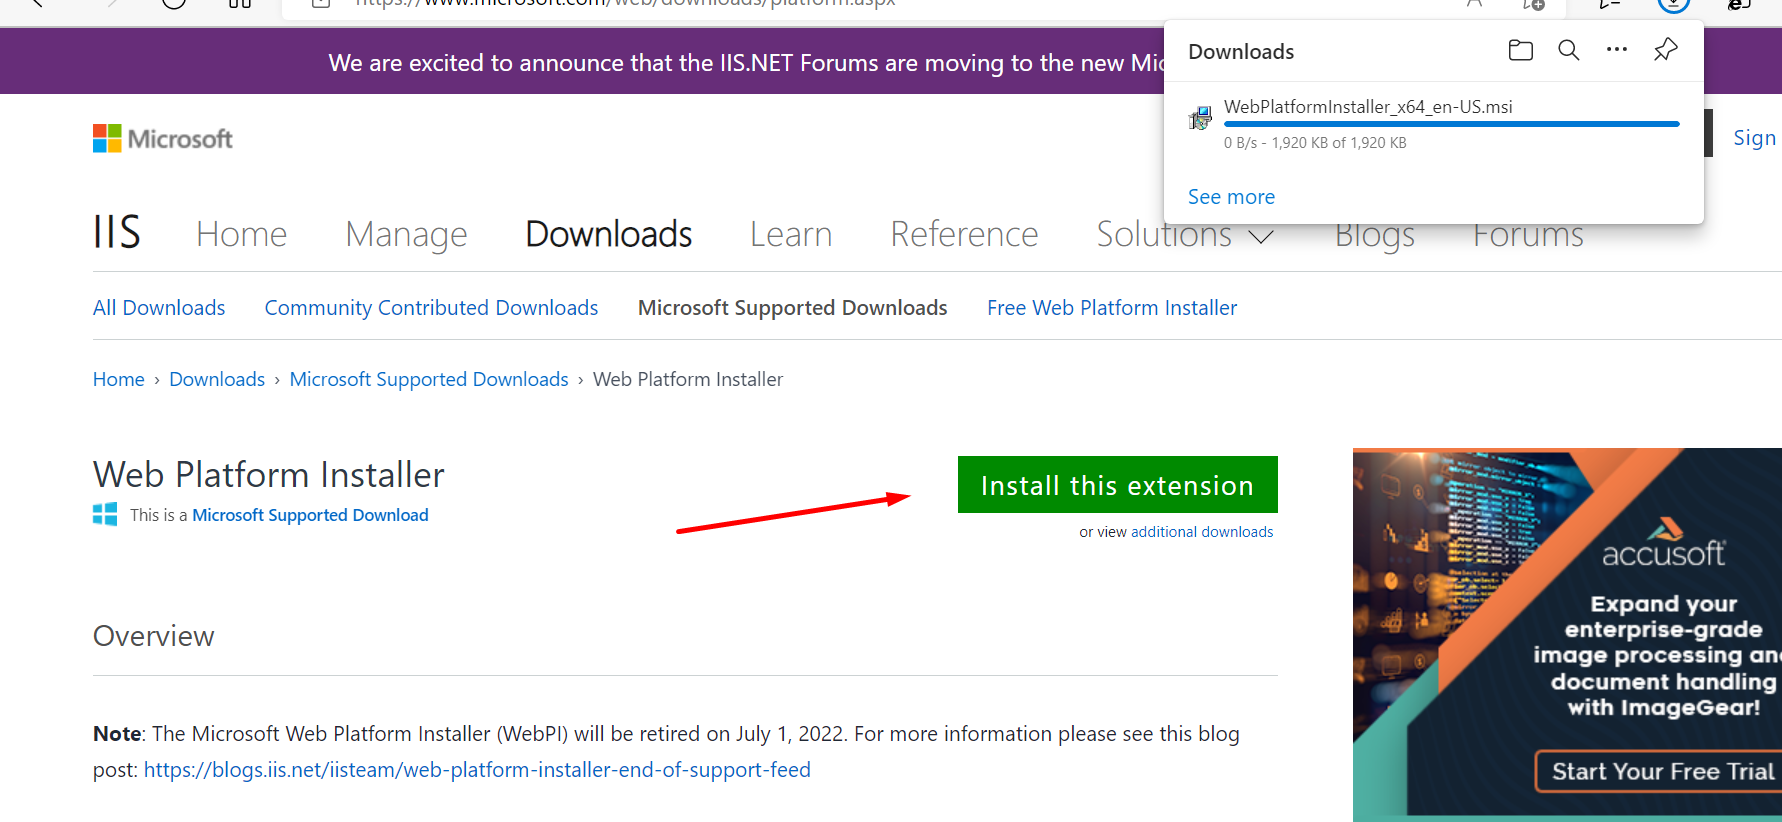 https://www.microsoft.com/web/downloads/platform.aspx
We are excited to announce that the IIS.NET Forums are moving to the new
Downloads
WebPlatformInstaller_x64_en-US.msi
0 B/s - 1,920 KB of 1,920 KB
See more
Microsoft
Sign
IIS Home Manage Downloads Learn Reference Solutions Blogs Forums
All Downloads Community Contributed Downloads Microsoft Supported Downloads Free Web Platform Installer
Home › Downloads › Microsoft Supported Downloads › Web Platform Installer
Web Platform Installer
This is a Microsoft Supported Download
Install this extension
or view additional downloads
Overview
Note: The Microsoft Web Platform Installer (WebPI) will be retired on July 1, 2022. For more information please see this blog
post: https://blogs.iis.net/iisteam/web-platform-installer-end-of-support-feed
accusoft
Expand your
enterprise-grade
image processing and
document handling
with ImageGear!
Start Your Free Trial